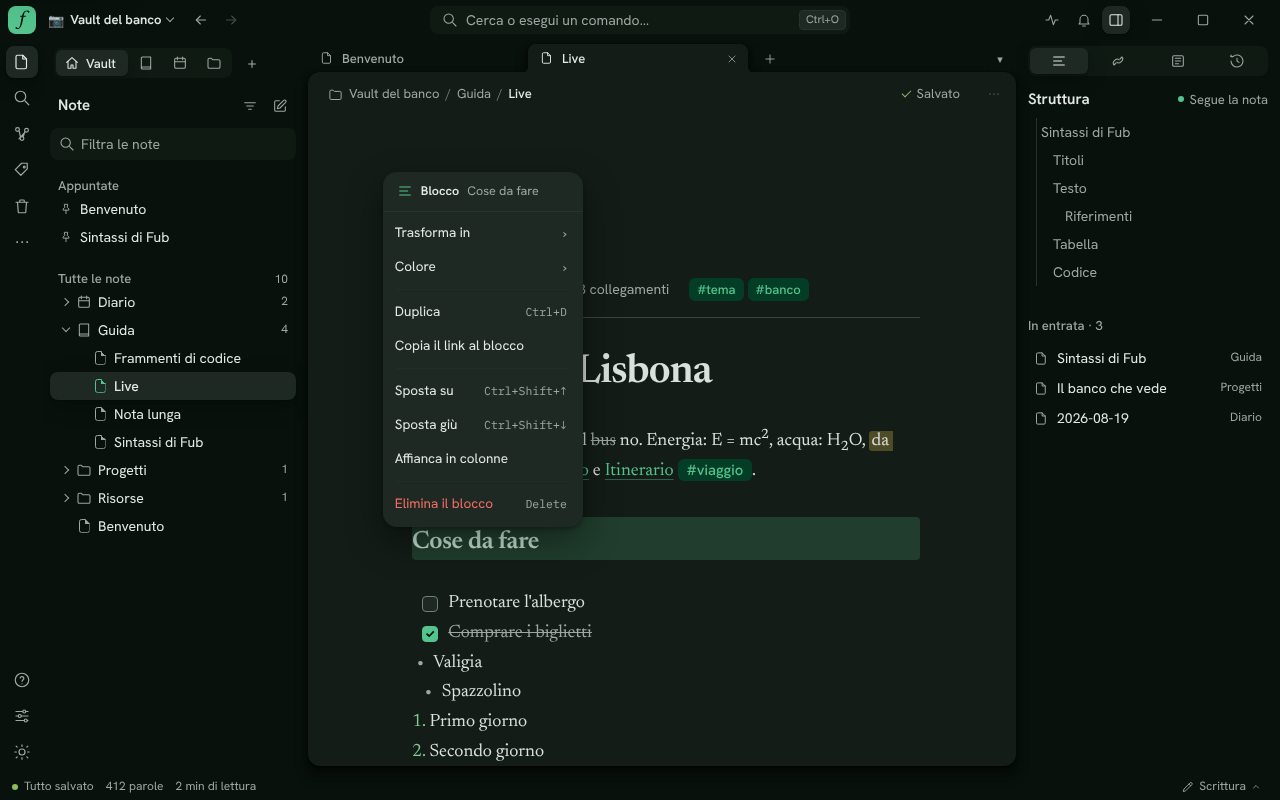 Vault del banco
Cerca o esegui un comando...
Ctrl+O
Vault
Benvenuto
Live
Note
Filtra le note
Appuntate
Benvenuto
Sintassi di Fub
Tutte le note 10
Diario 2
Guida 4
Frammenti di codice
Live
Nota lunga
Sintassi di Fub
Progetti 1
Risorse 1
Benvenuto
Vault del banco / Guida / Live
Salvato
Blocco Cose da fare
Trasforma in
Colore
Duplica Ctrl+D
Copia il link al blocco
Sposta su Ctrl+Shift+↑
Sposta giù Ctrl+Shift+↓
Affianca in colonne
Elimina il blocco Delete
collegamenti #tema #banco
Lisbona
bus no. Energia: E = mc², acqua: H₂O, da
e Itinerario #viaggio.
Cose da fare
Prenotare l'albergo
Comprare i biglietti
• Valigia
• Spazzolino
1. Primo giorno
2. Secondo giorno
Struttura
Segue la nota
Sintassi di Fub
Titoli
Testo
Riferimenti
Tabella
Codice
In entrata · 3
Sintassi di Fub Guida
Il banco che vede Progetti
2026-08-19 Diario
Tutto salvato 412 parole 2 min di lettura
Scrittura